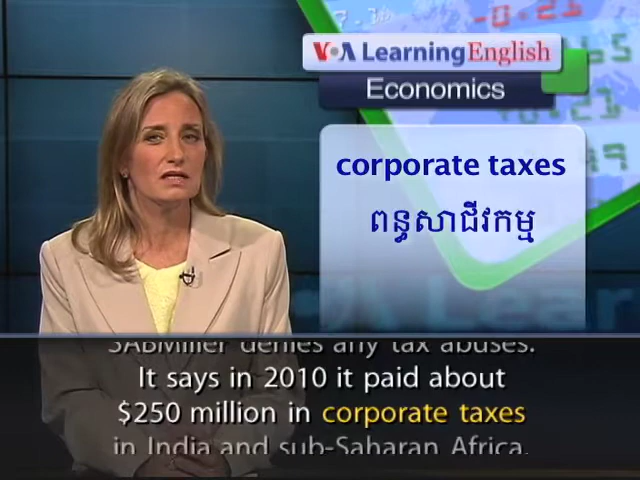 VOA Learning English
Economics
corporate taxes
ពន្ធសាជីវកម្ម
SABMiller denies any tax abuses.
It says in 2010 it paid about
$250 million in corporate taxes
in India and sub-Saharan Africa.